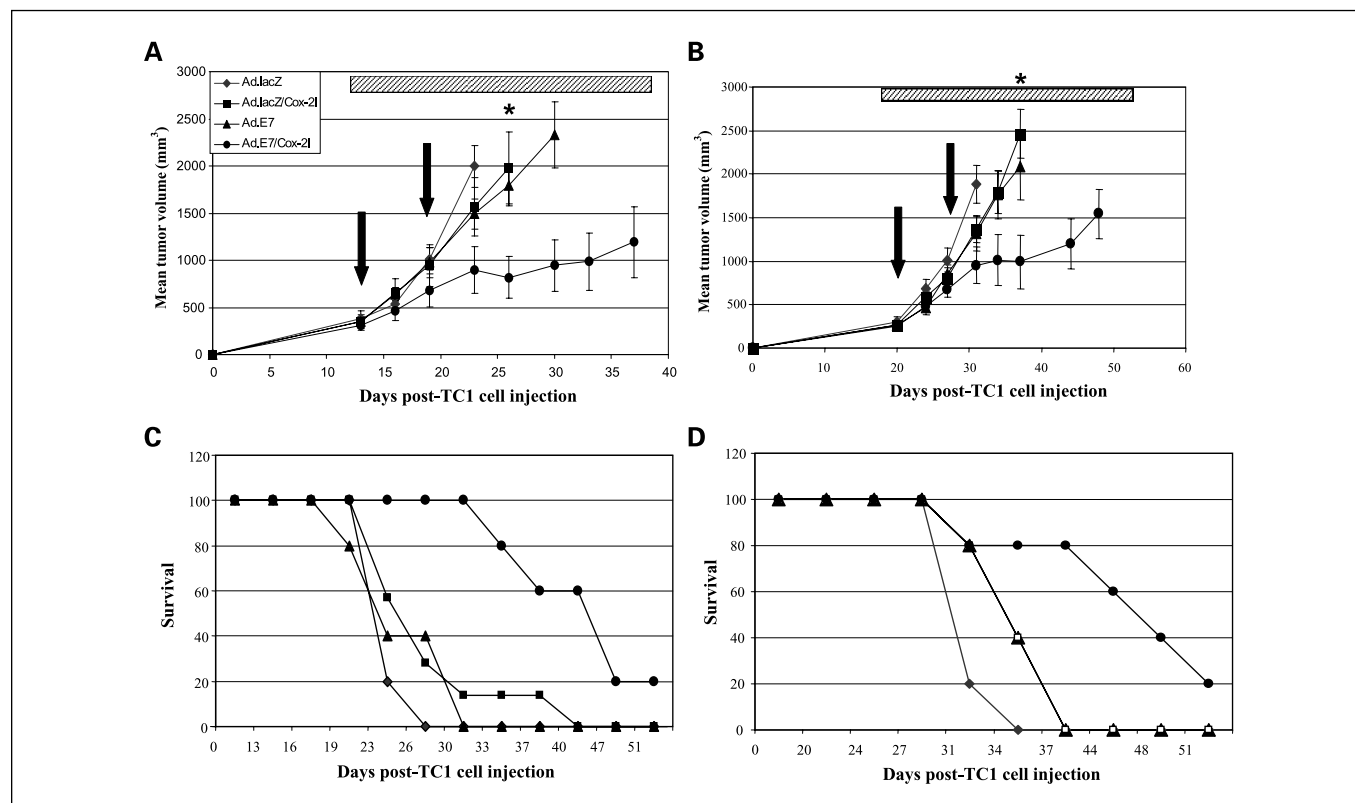 A
Ad.lacZ
Ad.lacZ/Cox-2I
Ad.E7
Ad.E7/Cox-2I
*
Mean tumor volume (mm³)
3000
2500
2000
1500
1000
500
0
0 5 10 15 20 25 30 35 40
Days post-TC1 cell injection
B
*
Mean tumor volume (mm³)
3000
2500
2000
1500
1000
500
0
0 10 20 30 40 50 60
Days post-TC1 cell injection
C
Survival
120
100
80
60
40
20
0
0 13 16 19 23 26 30 33 37 40 47 51
Days post-TC1 cell injection
D
Survival
120
100
80
60
40
20
0
0 20 24 27 31 34 37 44 48 51
Days post-TC1 cell injection